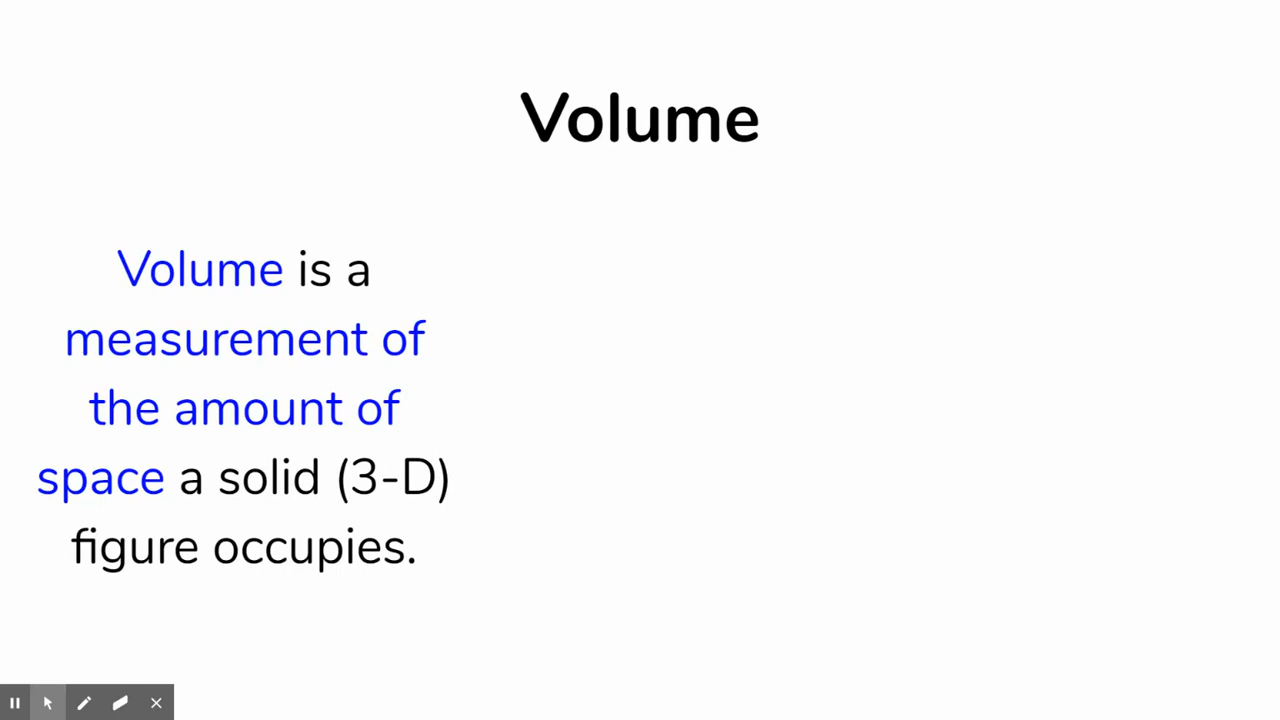 Volume
Volume is a
measurement of
the amount of
space a solid (3-D)
figure occupies.